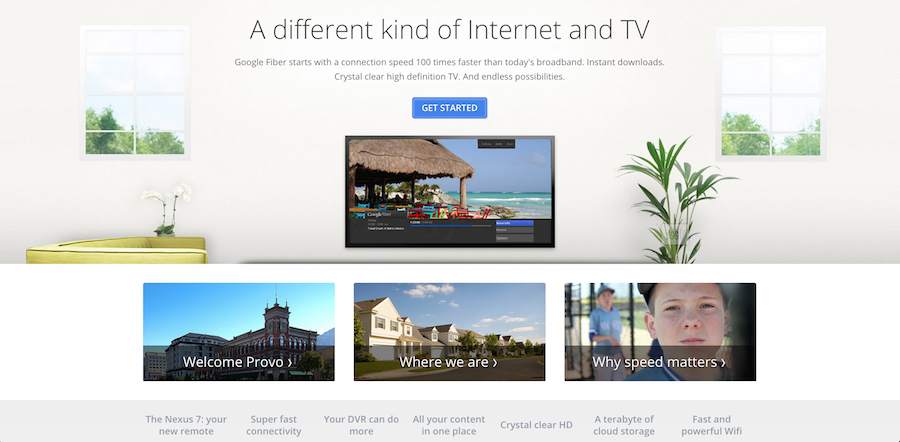 A different kind of Internet and TV
Google Fiber starts with a connection speed 100 times faster than today's broadband. Instant downloads.
Crystal clear high definition TV. And endless possibilities.
GET STARTED
Welcome Provo ›
Where we are ›
Why speed matters ›
The Nexus 7: your
new remote
Super fast
connectivity
Your DVR can do
more
All your content
in one place
Crystal clear HD
A terabyte of
cloud storage
Fast and
powerful Wifi